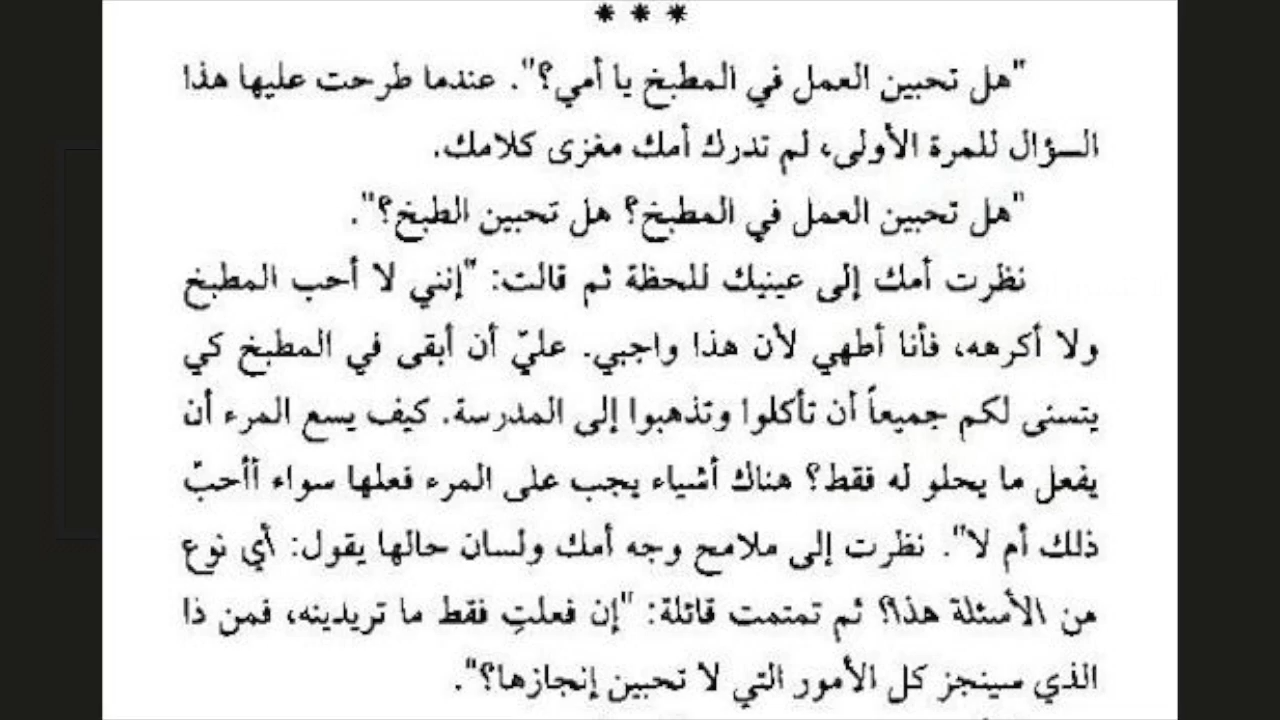 * * *
"هل تحبين العمل في المطبخ يا أمي؟". عندما طرحت عليها هذا
السؤال للمرة الأولى، لم تدرك أمك مغزى كلامك.
"هل تحبين العمل في المطبخ؟ هل تحبين الطبخ؟".
نظرت أمك إلى عينيك للحظة ثم قالت: "إنني لا أحب المطبخ
ولا أكرهه، فأنا أطهي لأن هذا واجبي. عليّ أن أبقى في المطبخ كي
يتسنى لكم جميعاً أن تأكلوا وتذهبوا إلى المدرسة. كيف يسع المرء أن
يفعل ما يحلو له فقط؟ هناك أشياء يجب على المرء فعلها سواء أأحبّ
ذلك أم لا". نظرت إلى ملامح وجه أمك ولسان حالها يقول: أي نوع
من الأسئلة هذا؟ ثم تمتمت قائلة: "إن فعلتِ فقط ما تريدينه، فمن ذا
الذي سينجز كل الأمور التي لا تحبين إنجازها؟".